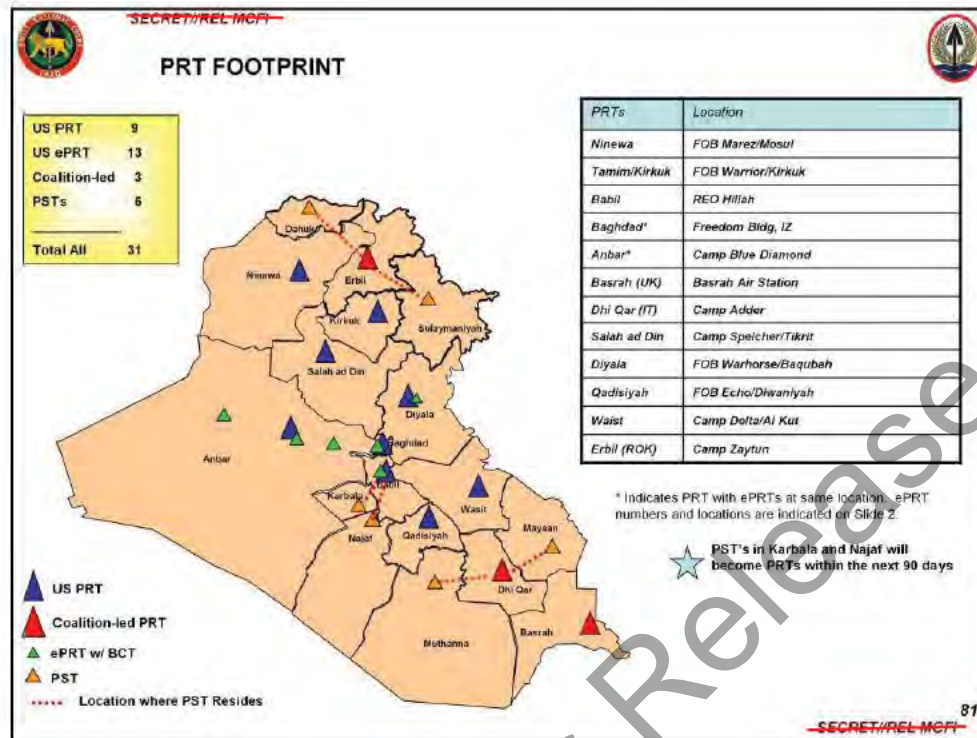 SECRET//REL MCFI
PRT FOOTPRINT
US PRT 9
US ePRT 13
Coalition-led 3
PSTs 6
Total All 31
PRTs Location
Ninewa FOB Marez/Mosul
Tamim/Kirkuk FOB Warrior/Kirkuk
Babil REO Hillah
Baghdad* Freedom Bldg, IZ
Anbar* Camp Blue Diamond
Basrah (UK) Basrah Air Station
Dhi Qar (IT) Camp Adder
Salah ad Din Camp Speicher/Tikrit
Diyala FOB Warhorse/Baqubah
Qadisiyah FOB Echo/Diwaniyah
Waist Camp Delta/Al Kut
Erbil (ROK) Camp Zaytun
Dahuk
Ninewa
Erbil
Kirkuk
Sulaymaniyah
Salah ad Din
Diyala
Anbar
Baghdad
Babil
Karbala
Wasit
Najaf
Qadisiyah
Maysan
Dhi Qar
Muthanna
Basrah
* Indicates PRT with ePRTs at same location. ePRT
numbers and locations are indicated on Slide 2.
PST's in Karbala and Najaf will
become PRTs within the next 90 days
US PRT
Coalition-led PRT
ePRT w/ BCT
PST
Location where PST Resides
81
SECRET//REL MCFI
Release